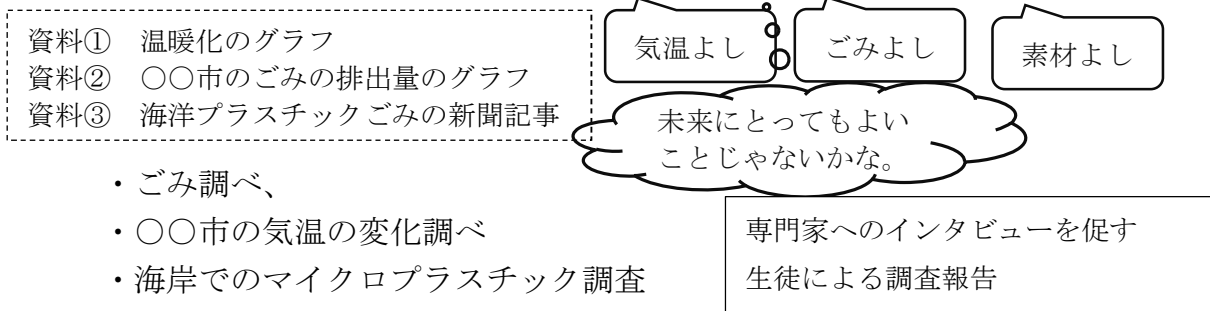 資料①　温暖化のグラフ
資料②　○○市のごみの排出量のグラフ
資料③　海洋プラスチックごみの新聞記事
気温よし
ごみよし
素材よし
未来にとってもよい
ことじゃないかな。
・ごみ調べ、
・○○市の気温の変化調べ
・海岸でのマイクロプラスチック調査
専門家へのインタビューを促す
生徒による調査報告